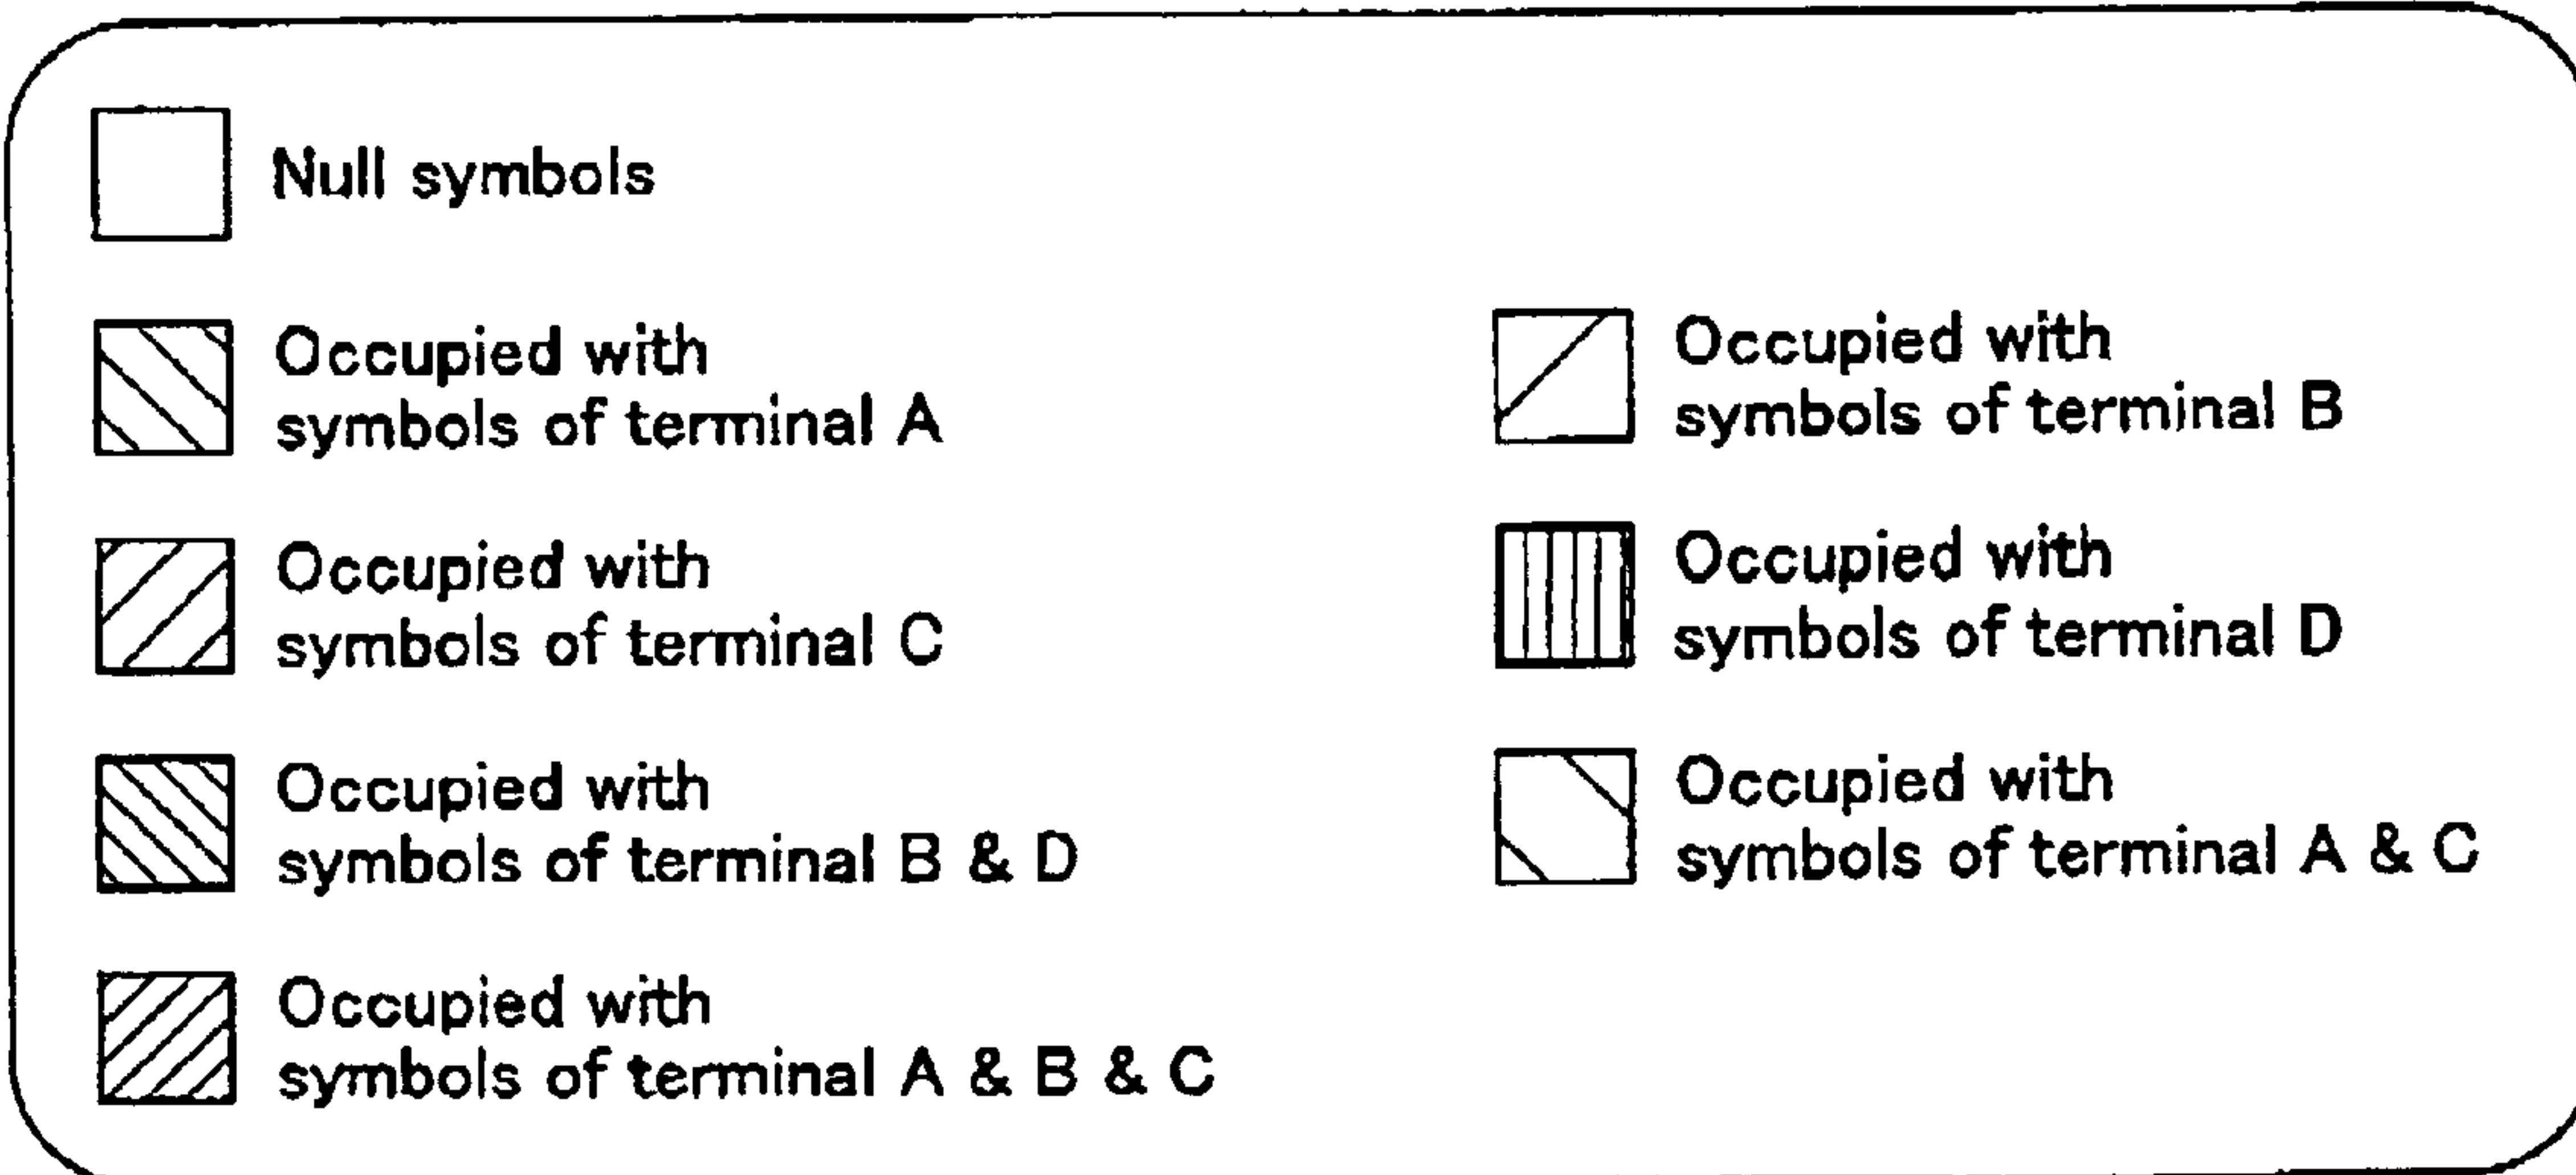 Null symbols
Occupied with
symbols of terminal A
Occupied with
symbols of terminal B
Occupied with
symbols of terminal C
Occupied with
symbols of terminal D
Occupied with
symbols of terminal B & D
Occupied with
symbols of terminal A & C
Occupied with
symbols of terminal A & B & C